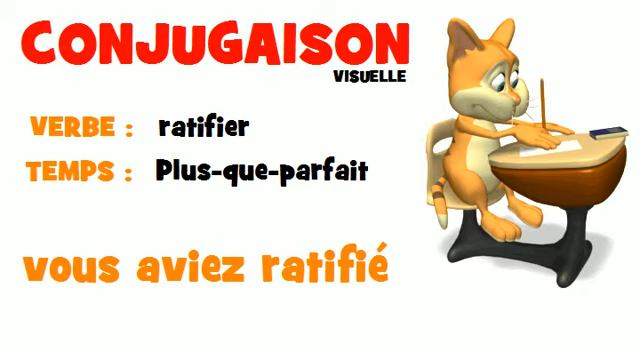 CONJUGAISON
VISUELLE
VERBE : ratifier
TEMPS : Plus-que-parfait
vous aviez ratifié